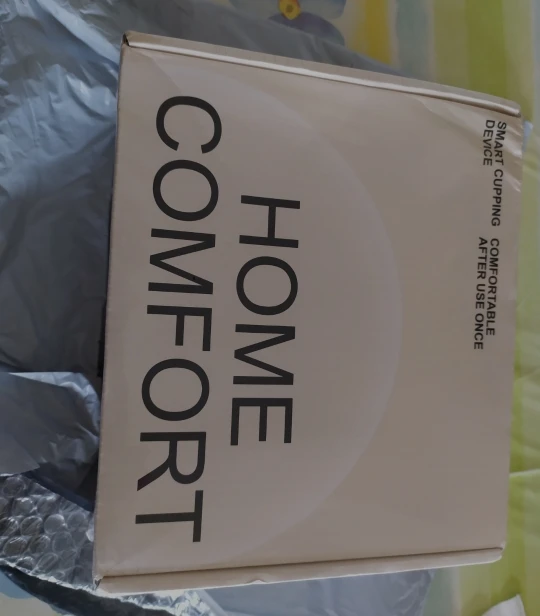 SMART CUPPING
DEVICE
COMFORTABLE
AFTER USE ONCE
HOME
COMFORT